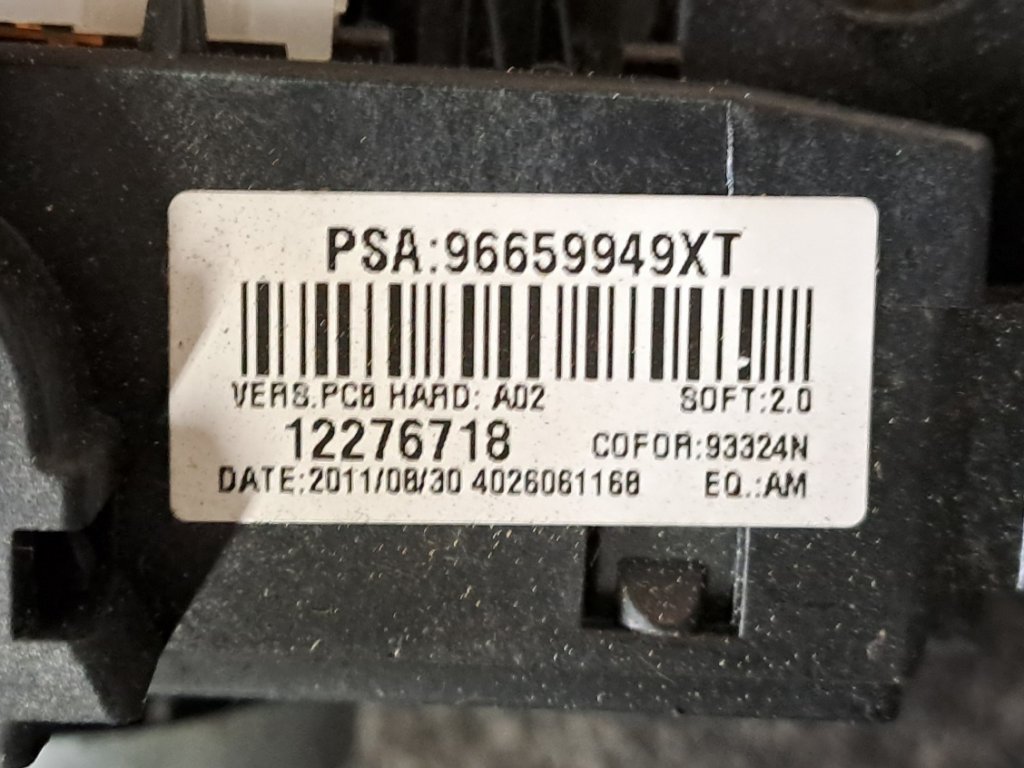 PSA:96659949XT
VERS.PCB HARD: A02 SOFT:2.0
12276718 COFOR:93324N
DATE:2011/08/30 4026061168 EQ.:AM